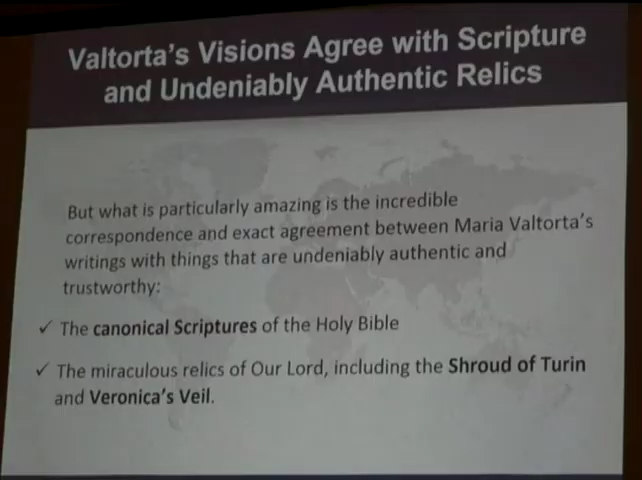 Valtorta's Visions Agree with Scripture
and Undeniably Authentic Relics
But what is particularly amazing is the incredible
correspondence and exact agreement between Maria Valtorta's
writings with things that are undeniably authentic and
trustworthy:
✓ The canonical Scriptures of the Holy Bible
✓ The miraculous relics of Our Lord, including the Shroud of Turin
and Veronica's Veil.